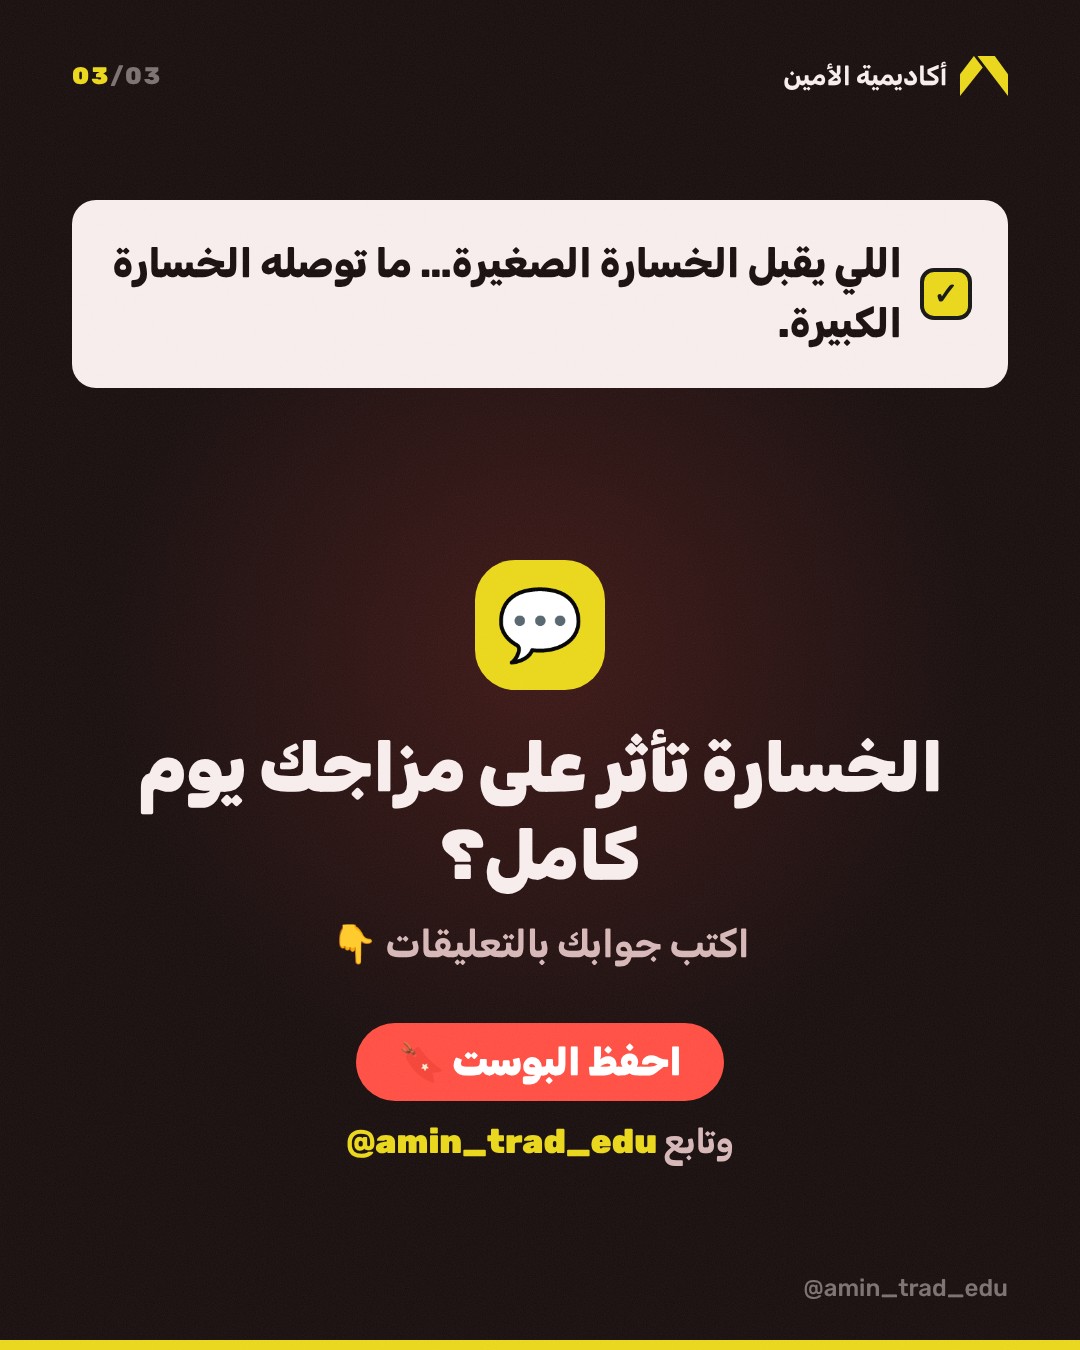 أكاديمية الأمين
03/03
اللي يقبل الخسارة الصغيرة... ما توصله الخسارة
الكبيرة.
الخسارة تأثر على مزاجك يوم
كامل؟
اكتب جوابك بالتعليقات 👇
احفظ البوست 🔖
وتابع @amin_trad_edu
@amin_trad_edu